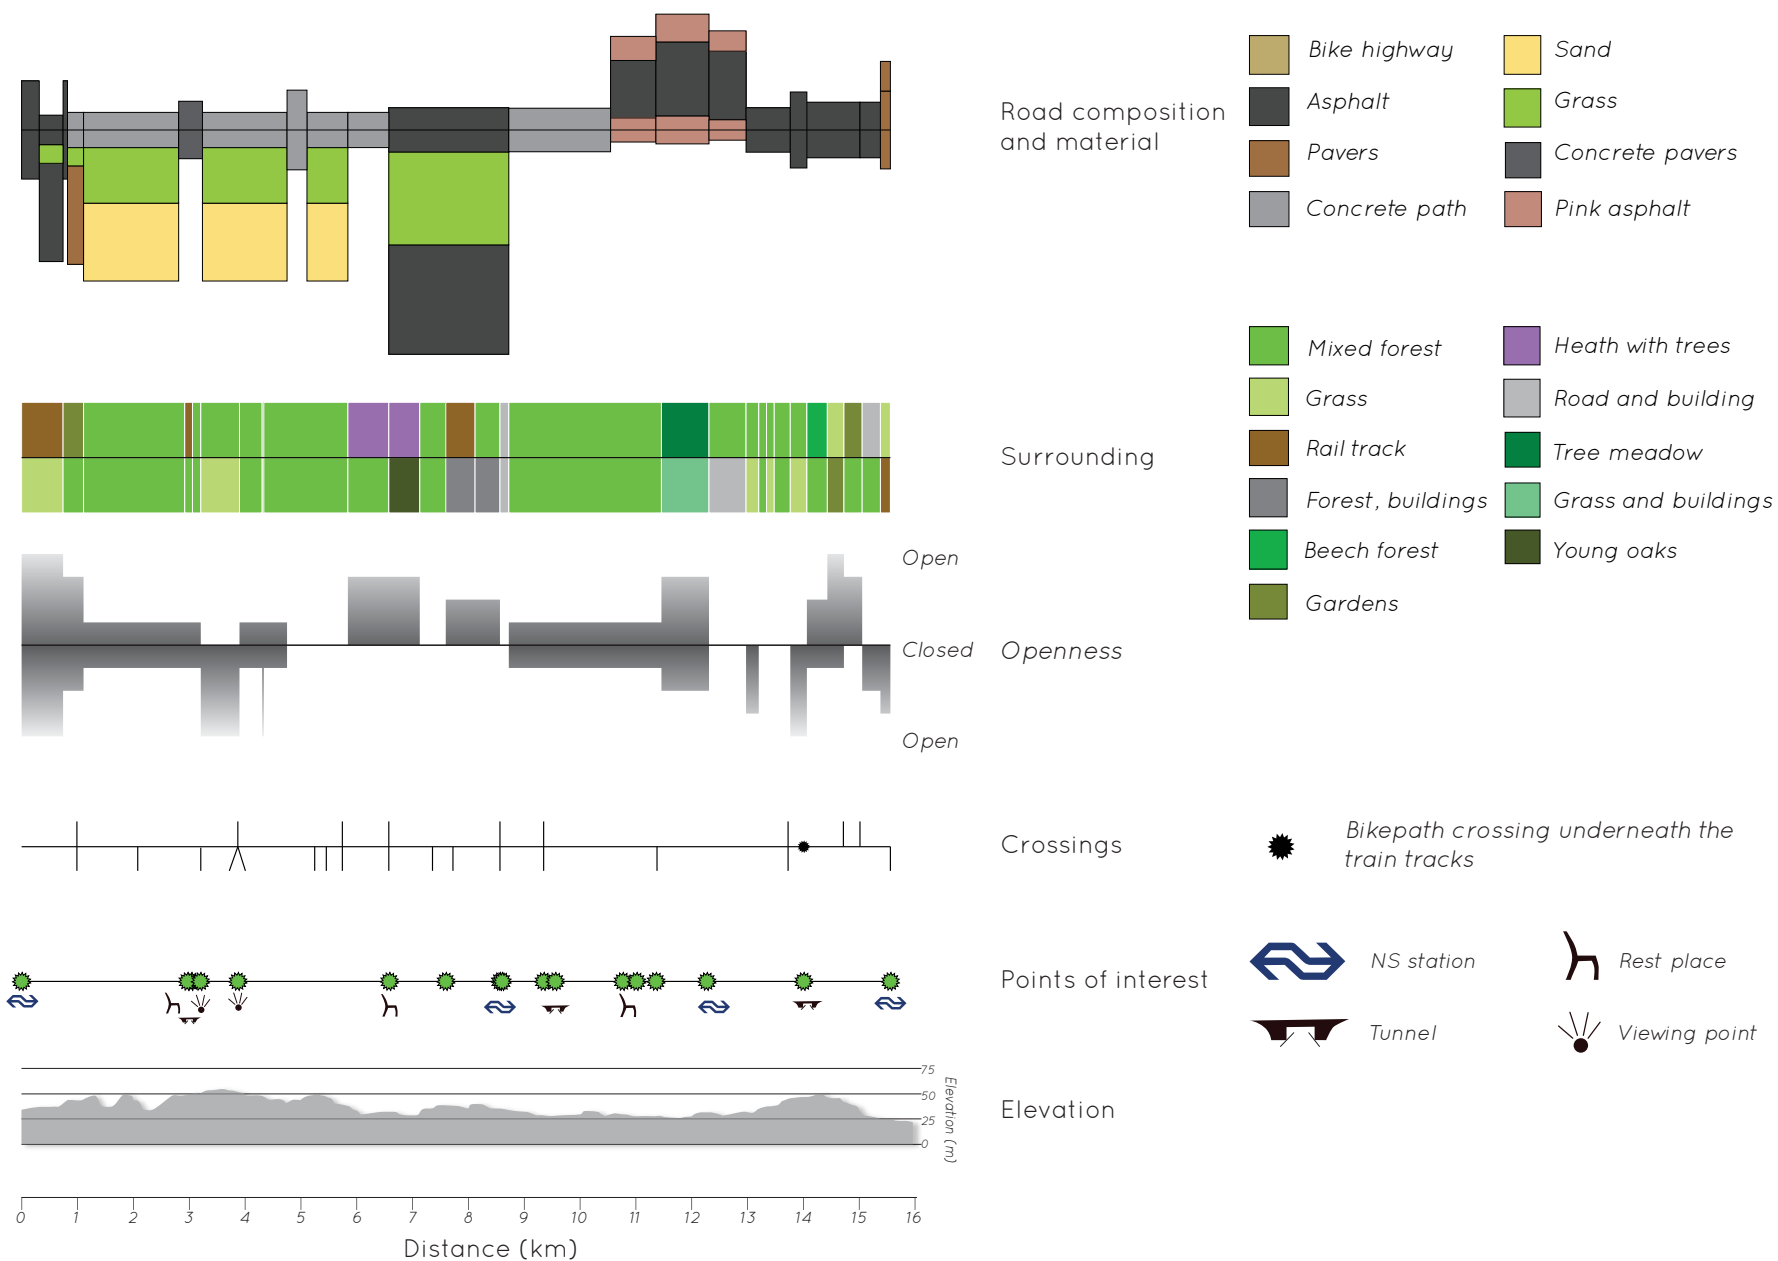 Road composition
and material
Bike highway
Sand
Asphalt
Grass
Pavers
Concrete pavers
Concrete path
Pink asphalt
Surrounding
Mixed forest
Heath with trees
Grass
Road and building
Rail track
Tree meadow
Forest, buildings
Grass and buildings
Beech forest
Young oaks
Gardens
Open
Closed
Openness
Open
Crossings
Bikepath crossing underneath the
train tracks
Points of interest
NS station
Rest place
Tunnel
Viewing point
75
50
25
0
Elevation (m)
Elevation
0 1 2 3 4 5 6 7 8 9 10 11 12 13 14 15 16
Distance (km)